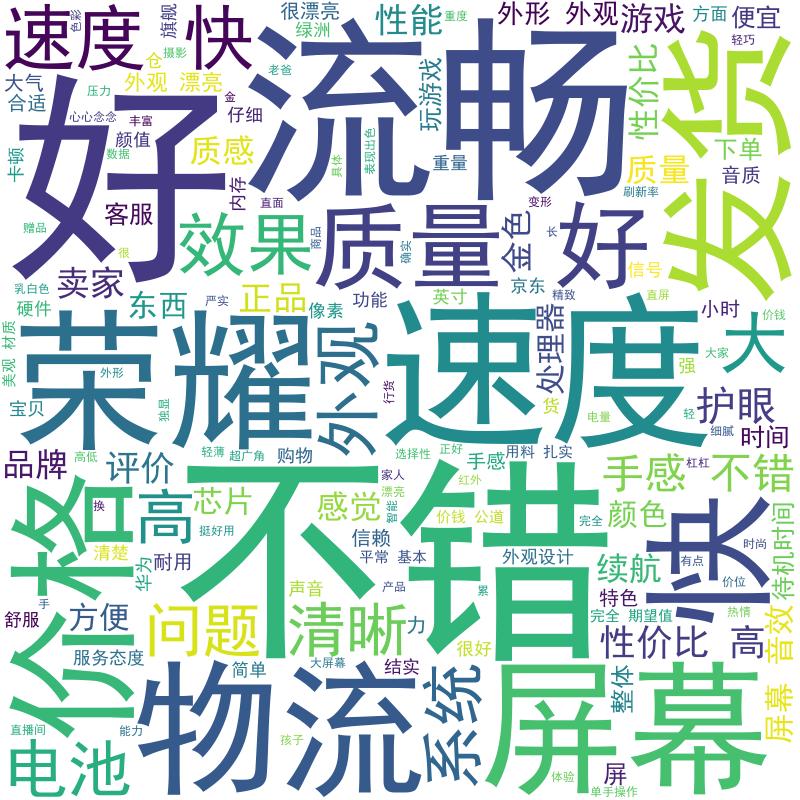 速度 快
色彩
旗舰
很漂亮
绿洲
性能
重度
外形 外观
游戏
方面
便宜
大气
合适
压力
仓
摄影
外观 漂亮
老爸
金
仔细
好
流畅
玩游戏
性价比
轻巧
发货
心心念念
丰富
颜值
卡顿
数据
质感
内存
具体
表现出色
重量
质量
下单
音质
刷新率
赠品
客服
直面
变形
很
效果
商品
质量
确实
金色
长
好
信号
乳白色
硬件
卖家
东西
严实
正品
像素
功能
英寸
京东
精致
直屏
价钱
小时
美观 材质
外形
荣耀
独显
外观
行货
速度
处理器
货
电量
强
大家
大
轻
护眼
宝贝
细腻
时间
品牌
高低
评价
轻薄
超广角
购物
选择性
正好
手感
用料
扎实
家人
杠杠
手感
不错
价格
换
高
芯片
挺好用
感觉
红外
漂亮
智能
价钱 公道
完全
颜色
快
清楚
华为
耐用
不错
信赖
平常 基本
外观设计
有点
时尚
待机时间
续航
声音
产品
累
特色
价位
热情
舒服
手
方便
问题
清晰
力
很好
完全 期望值
性价比 高
音效
服务态度
简单
大屏幕
结实
整体
屏幕
直播间
能力
物流
系统
屏幕
电池
孩子
体验
屏
单手操作